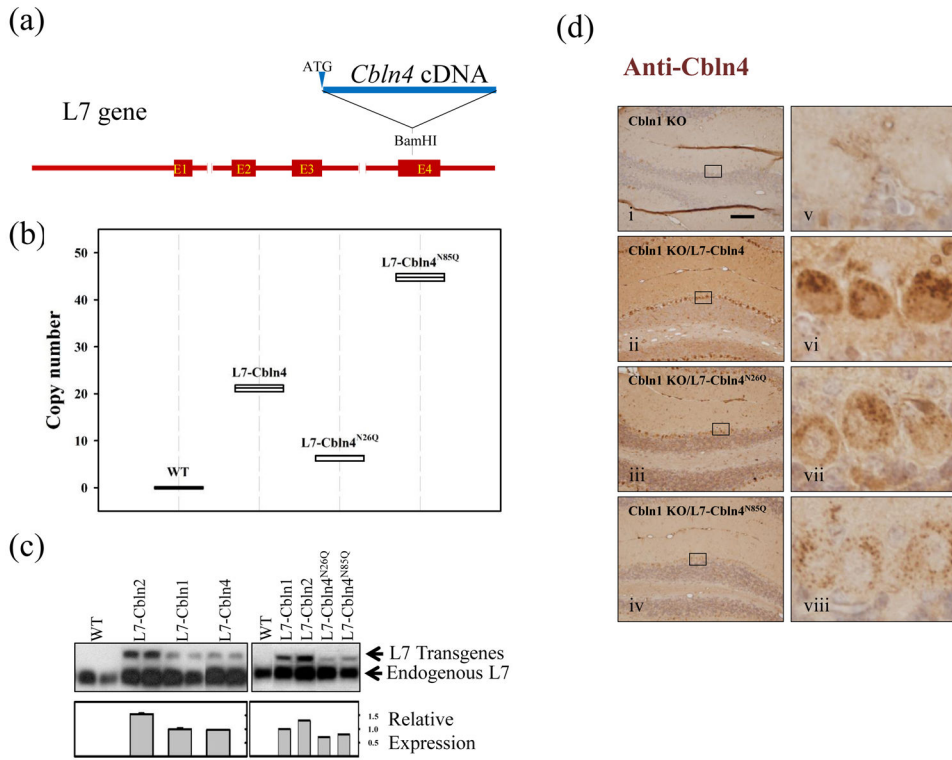 (a)
ATG
Cbln4 cDNA
L7 gene
BamHI
E1
E2
E3
E4
(b)
Copy number
50
40
30
20
10
0
WT
L7-Cbln4
L7-Cbln4N26Q
L7-Cbln4N85Q
(c)
WT
L7-Cbln2
L7-Cbln1
L7-Cbln4
WT
L7-Cbln1
L7-Cbln2
L7-Cbln4N26Q
L7-Cbln4N85Q
L7 Transgenes
Endogenous L7
1.5
1.0
0.5
Relative
Expression
(d)
Anti-Cbln4
Cbln1 KO
i
v
Cbln1 KO/L7-Cbln4
ii
vi
Cbln1 KO/L7-Cbln4N26Q
iii
vii
Cbln1 KO/L7-Cbln4N85Q
iv
viii